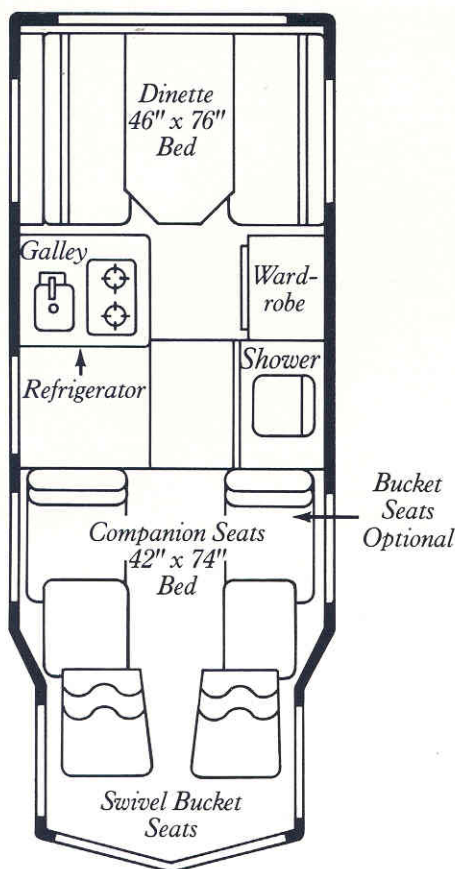 Dinette
46" x 76"
Bed
Galley
Ward-
robe
Refrigerator
Shower
Bucket
Seats
Optional
Companion Seats
42" x 74"
Bed
Swivel Bucket
Seats